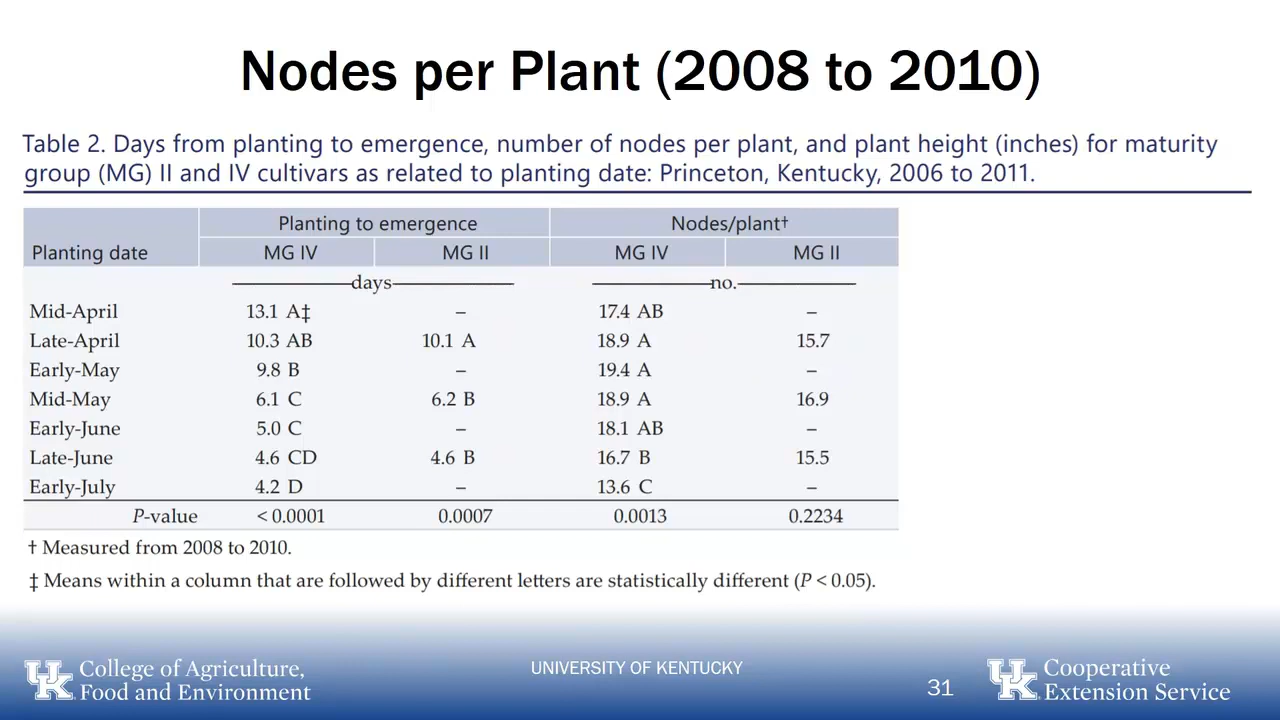 Nodes per Plant (2008 to 2010)
Table 2. Days from planting to emergence, number of nodes per plant, and plant height (inches) for maturity
group (MG) II and IV cultivars as related to planting date: Princeton, Kentucky, 2006 to 2011.
Planting to emergence Nodes/plant†
Planting date MG IV MG II MG IV MG II
days no.
Mid-April 13.1 A‡ – 17.4 AB –
Late-April 10.3 AB 10.1 A 18.9 A 15.7
Early-May 9.8 B – 19.4 A –
Mid-May 6.1 C 6.2 B 18.9 A 16.9
Early-June 5.0 C – 18.1 AB –
Late-June 4.6 CD 4.6 B 16.7 B 15.5
Early-July 4.2 D – 13.6 C –
P-value < 0.0001 0.0007 0.0013 0.2234
† Measured from 2008 to 2010.
‡ Means within a column that are followed by different letters are statistically different (P < 0.05).
UK College of Agriculture,
Food and Environment
UNIVERSITY OF KENTUCKY
31
UK Cooperative
Extension Service